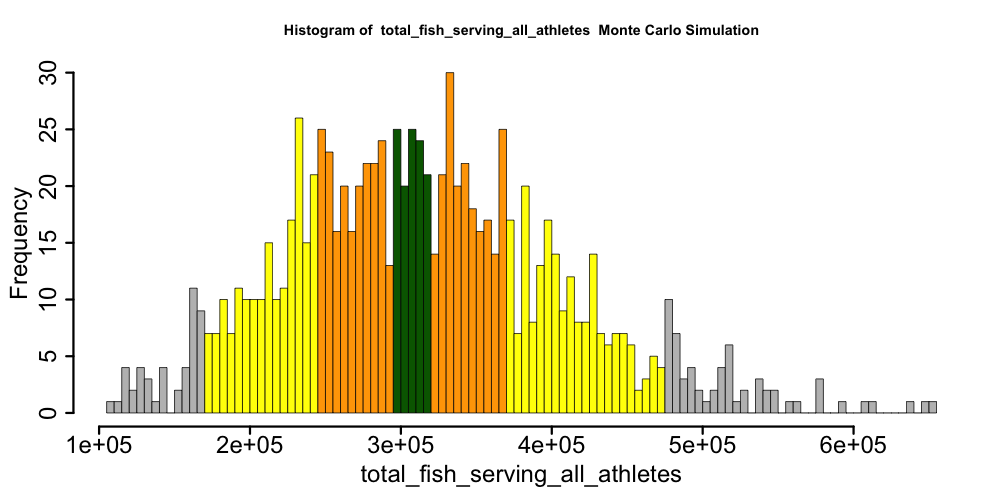 Histogram of  total_fish_serving_all_athletes  Monte Carlo Simulation
30
25
20
15
10
5
0
Frequency
1e+05 2e+05 3e+05 4e+05 5e+05 6e+05
total_fish_serving_all_athletes